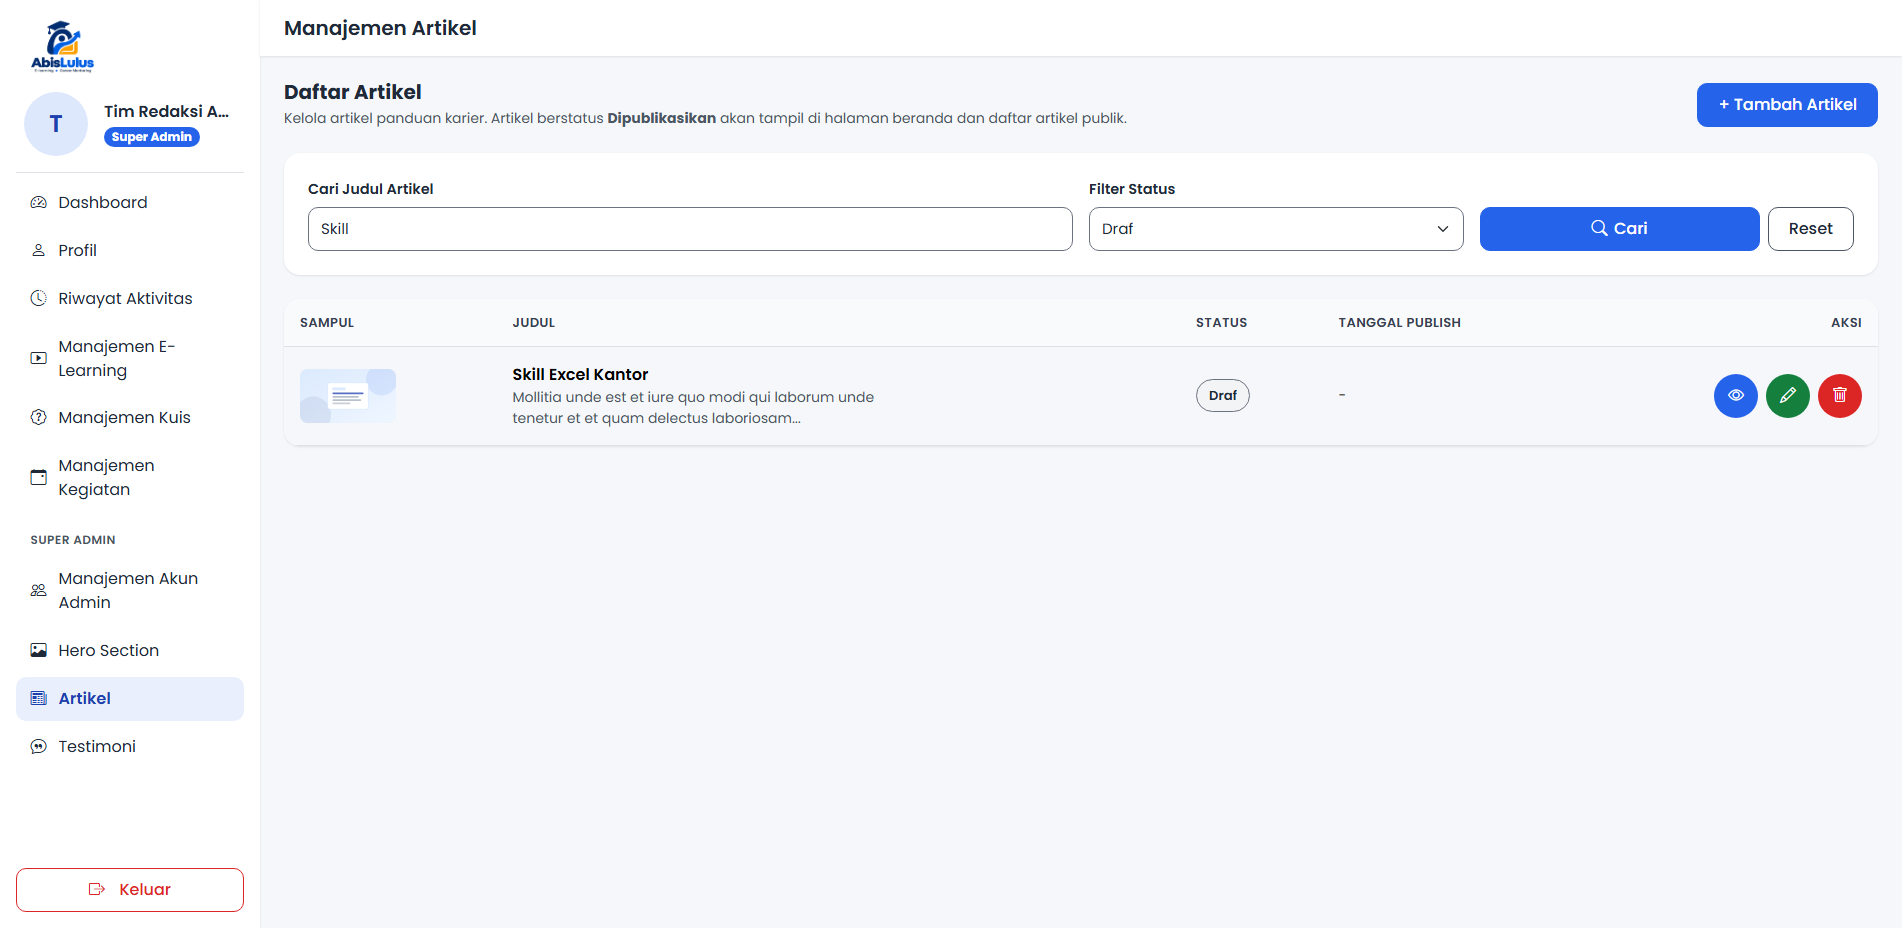 AbisLulus
T
Tim Redaksi A...
Super Admin
Dashboard
Profil
Riwayat Aktivitas
Manajemen E-
Learning
Manajemen Kuis
Manajemen
Kegiatan
SUPER ADMIN
Manajemen Akun
Admin
Hero Section
Artikel
Testimoni
Keluar
Manajemen Artikel
Daftar Artikel
Kelola artikel panduan karier. Artikel berstatus Dipublikasikan akan tampil di halaman beranda dan daftar artikel publik.
+ Tambah Artikel
Cari Judul Artikel
Filter Status
Skill
Draf
Cari
Reset
SAMPUL JUDUL STATUS TANGGAL PUBLISH AKSI
Skill Excel Kantor
Mollitia unde est et iure quo modi qui laborum unde
tenetur et et quam delectus laboriosam...
Draf
-